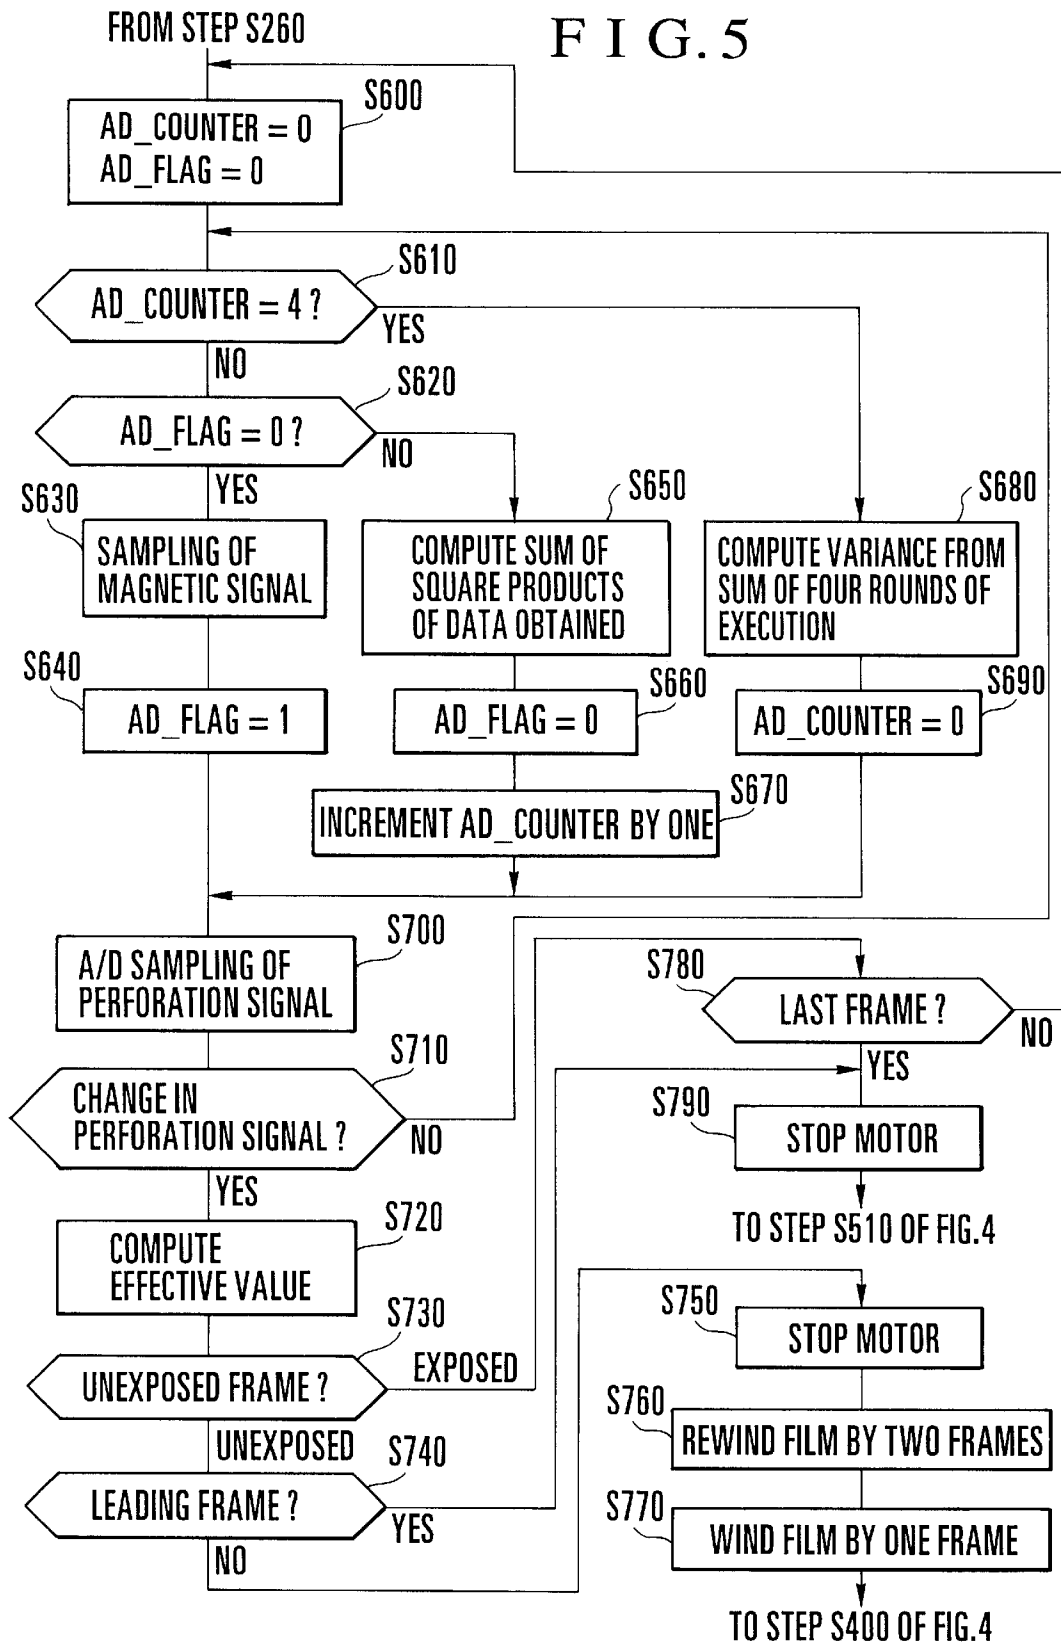 FROM STEP S260
FIG.5
S600
AD_COUNTER = 0
AD_FLAG = 0
S610
AD_COUNTER = 4 ?
YES
NO
S620
AD_FLAG = 0 ?
NO
YES
S630
SAMPLING OF
MAGNETIC SIGNAL
S640
AD_FLAG = 1
S650
COMPUTE SUM OF
SQUARE PRODUCTS
OF DATA OBTAINED
S660
AD_FLAG = 0
S670
INCREMENT AD_COUNTER BY ONE
S680
COMPUTE VARIANCE FROM
SUM OF FOUR ROUNDS OF
EXECUTION
S690
AD_COUNTER = 0
S700
A/D SAMPLING OF
PERFORATION SIGNAL
S710
CHANGE IN
PERFORATION SIGNAL ?
NO
YES
S720
COMPUTE
EFFECTIVE VALUE
S730
UNEXPOSED FRAME ?
EXPOSED
UNEXPOSED
S740
LEADING FRAME ?
YES
NO
S780
LAST FRAME ?
NO
YES
S790
STOP MOTOR
TO STEP S510 OF FIG.4
S750
STOP MOTOR
S760
REWIND FILM BY TWO FRAMES
S770
WIND FILM BY ONE FRAME
TO STEP S400 OF FIG.4